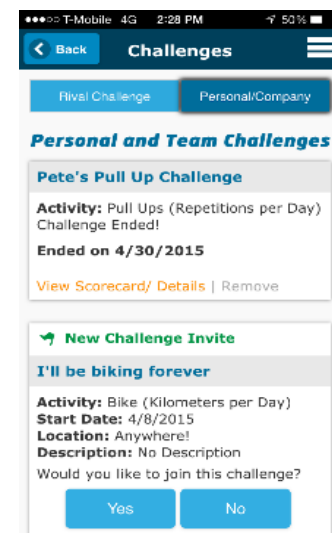 T-Mobile 4G 2:28 PM 50%
Back Challenges
Rival Challenge Personal/Company
Personal and Team Challenges
Pete's Pull Up Challenge
Activity: Pull Ups (Repetitions per Day)
Challenge Ended!
Ended on 4/30/2015
View Scorecard/ Details | Remove
New Challenge Invite
I'll be biking forever
Activity: Bike (Kilometers per Day)
Start Date: 4/8/2015
Location: Anywhere!
Description: No Description
Would you like to join this challenge?
Yes No